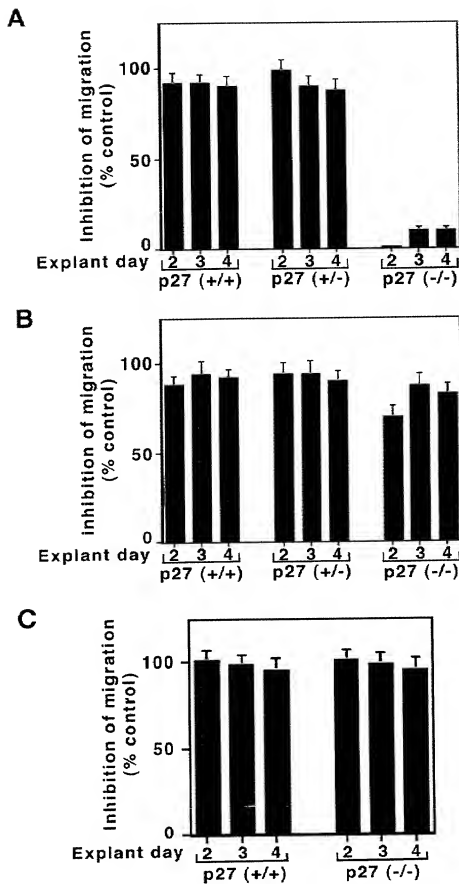 A
Inhibition of migration
(% control)
100
50
0
Explant day 2 3 4 2 3 4 2 3 4
p27 (+/+) p27 (+/-) p27 (-/-)
B
Inhibition of migration
(% control)
100
50
0
Explant day 2 3 4 2 3 4 2 3 4
p27 (+/+) p27 (+/-) p27 (-/-)
C
Inhibition of migration
(% control)
100
50
0
Explant day 2 3 4 2 3 4
p27 (+/+) p27 (-/-)